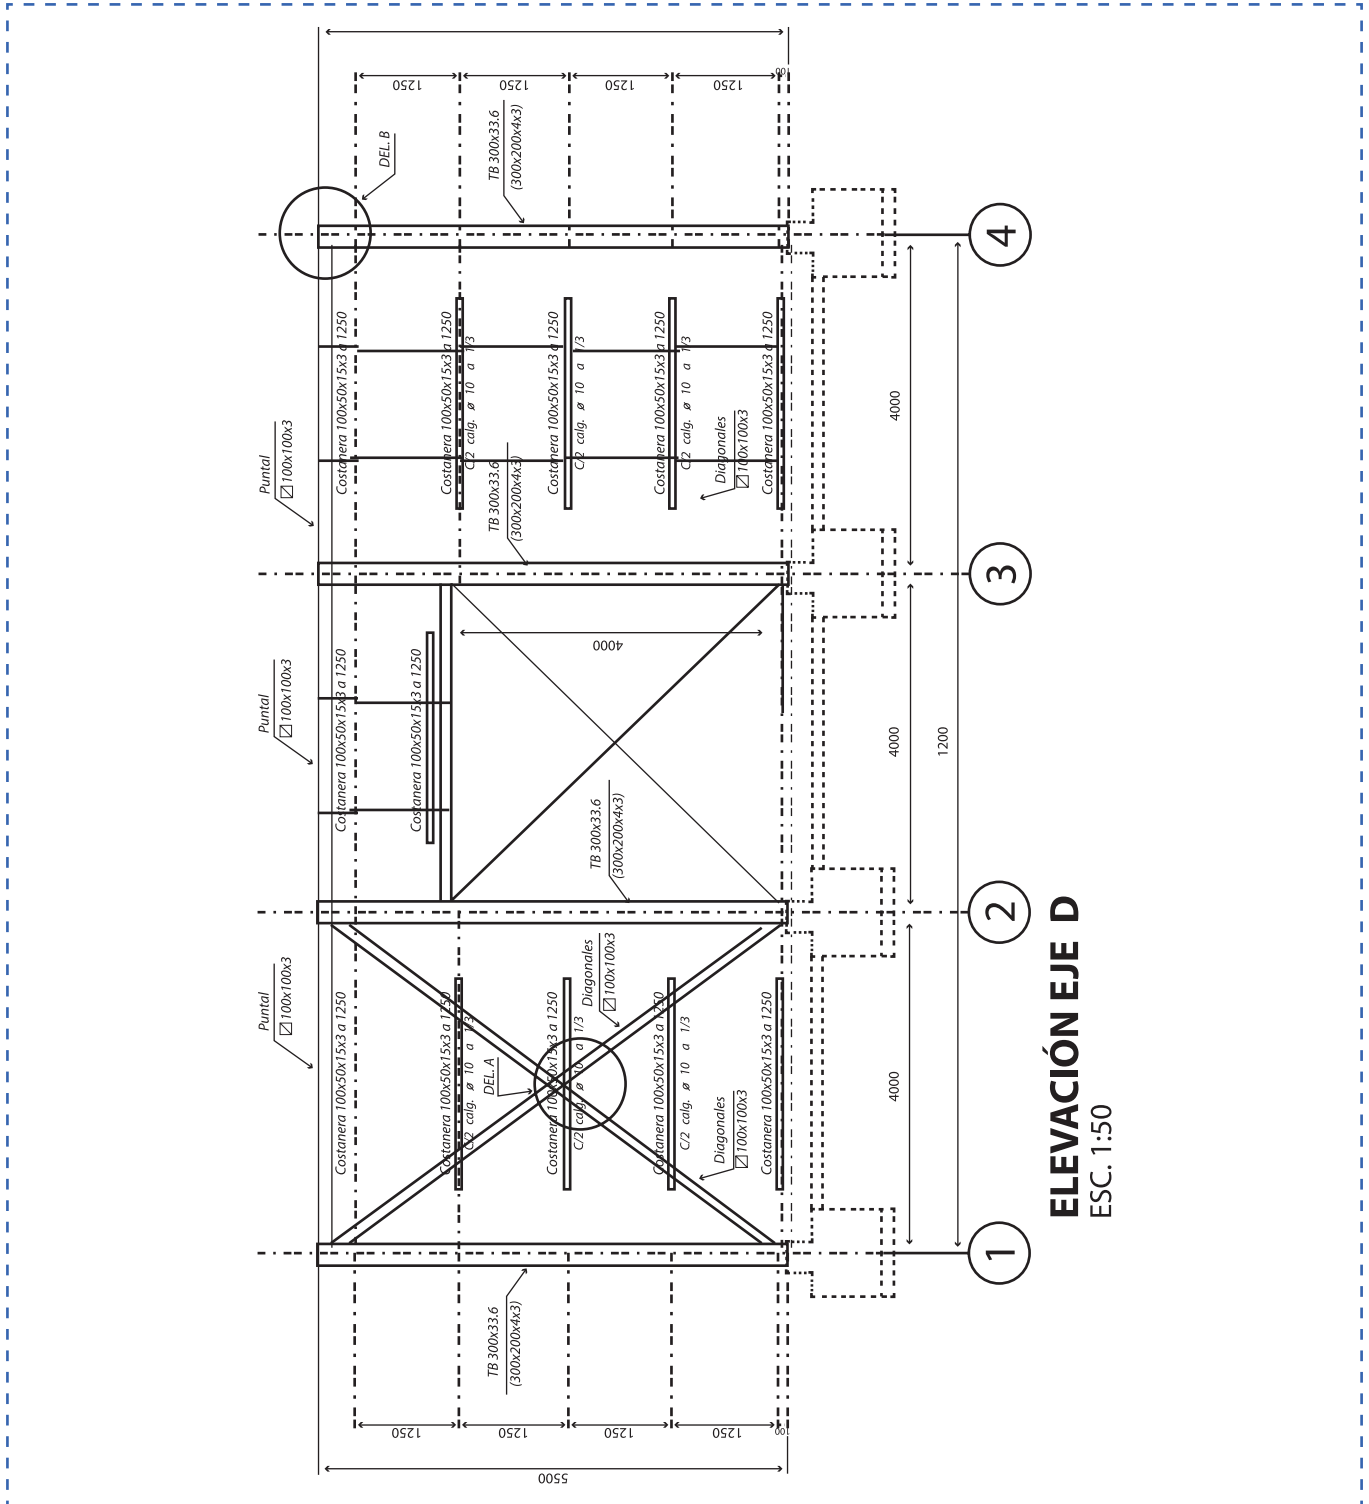 5500
1250
1250
1250
1250
100
TB 300x33.6
(300x200x4x3)
Puntal
100x100x3
Costanera 100x50x15x3 a 1250
Costanera 100x50x15x3 a 1250
C/2 calg. ø 10 a 1/3
DEL. A
Costanera 100x50x15x3 a 1250
C/2 calg. ø 10 a 1/3
Diagonales
100x100x3
Costanera 100x50x15x3 a 1250
C/2 calg. ø 10 a 1/3
Diagonales
100x100x3
Costanera 100x50x15x3 a 1250
TB 300x33.6
(300x200x4x3)
Puntal
100x100x3
Costanera 100x50x15x3 a 1250
Costanera 100x50x15x3 a 1250
4000
Puntal
100x100x3
Costanera 100x50x15x3 a 1250
Costanera 100x50x15x3 a 1250
C/2 calg. ø 10 a 1/3
TB 300x33.6
(300x200x4x3)
Costanera 100x50x15x3 a 1250
C/2 calg. ø 10 a 1/3
Costanera 100x50x15x3 a 1250
C/2 calg. ø 10 a 1/3
Diagonales
100x100x3
Costanera 100x50x15x3 a 1250
DEL. B
TB 300x33.6
(300x200x4x3)
1250
1250
1250
1250
100
4000
4000
4000
1200
1
2
3
4
ELEVACIÓN EJE D
ESC. 1:50